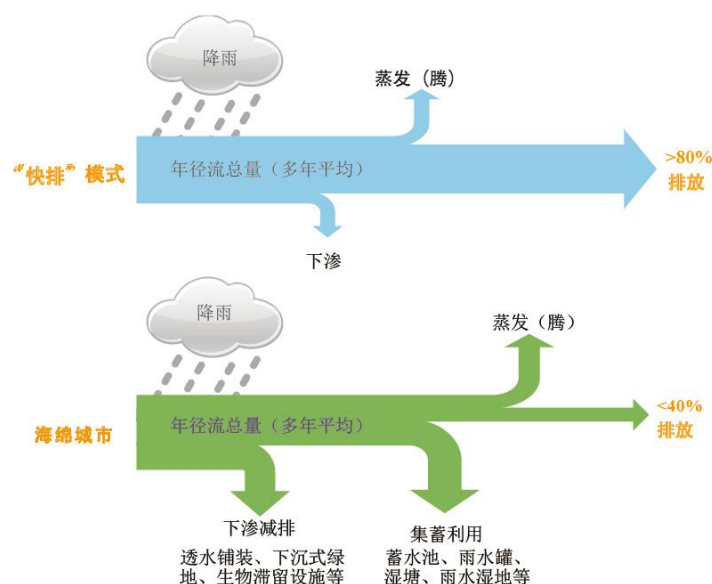 降雨
蒸发（腾）
“快排”模式
年径流总量（多年平均）
>80%
排放
下渗
降雨
蒸发（腾）
海绵城市
年径流总量（多年平均）
<40%
排放
下渗减排
透水铺装、下沉式绿
地、生物滞留设施等
集蓄利用
蓄水池、雨水罐、
湿塘、雨水湿地等